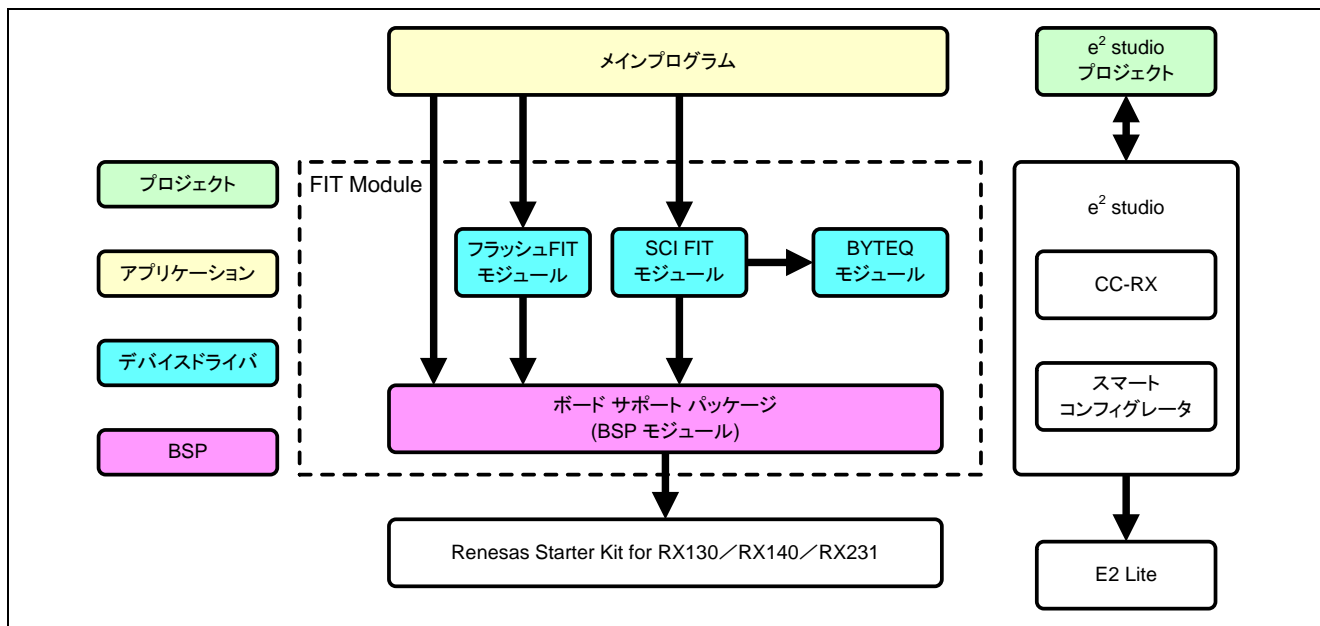 メインプログラム
e² studio
プロジェクト
プロジェクト
アプリケーション
デバイスドライバ
BSP
FIT Module
フラッシュFIT
モジュール
SCI FIT
モジュール
BYTEQ
モジュール
ボード サポート パッケージ
(BSP モジュール)
Renesas Starter Kit for RX130／RX140／RX231
e² studio
CC-RX
スマート
コンフィグレータ
E2 Lite